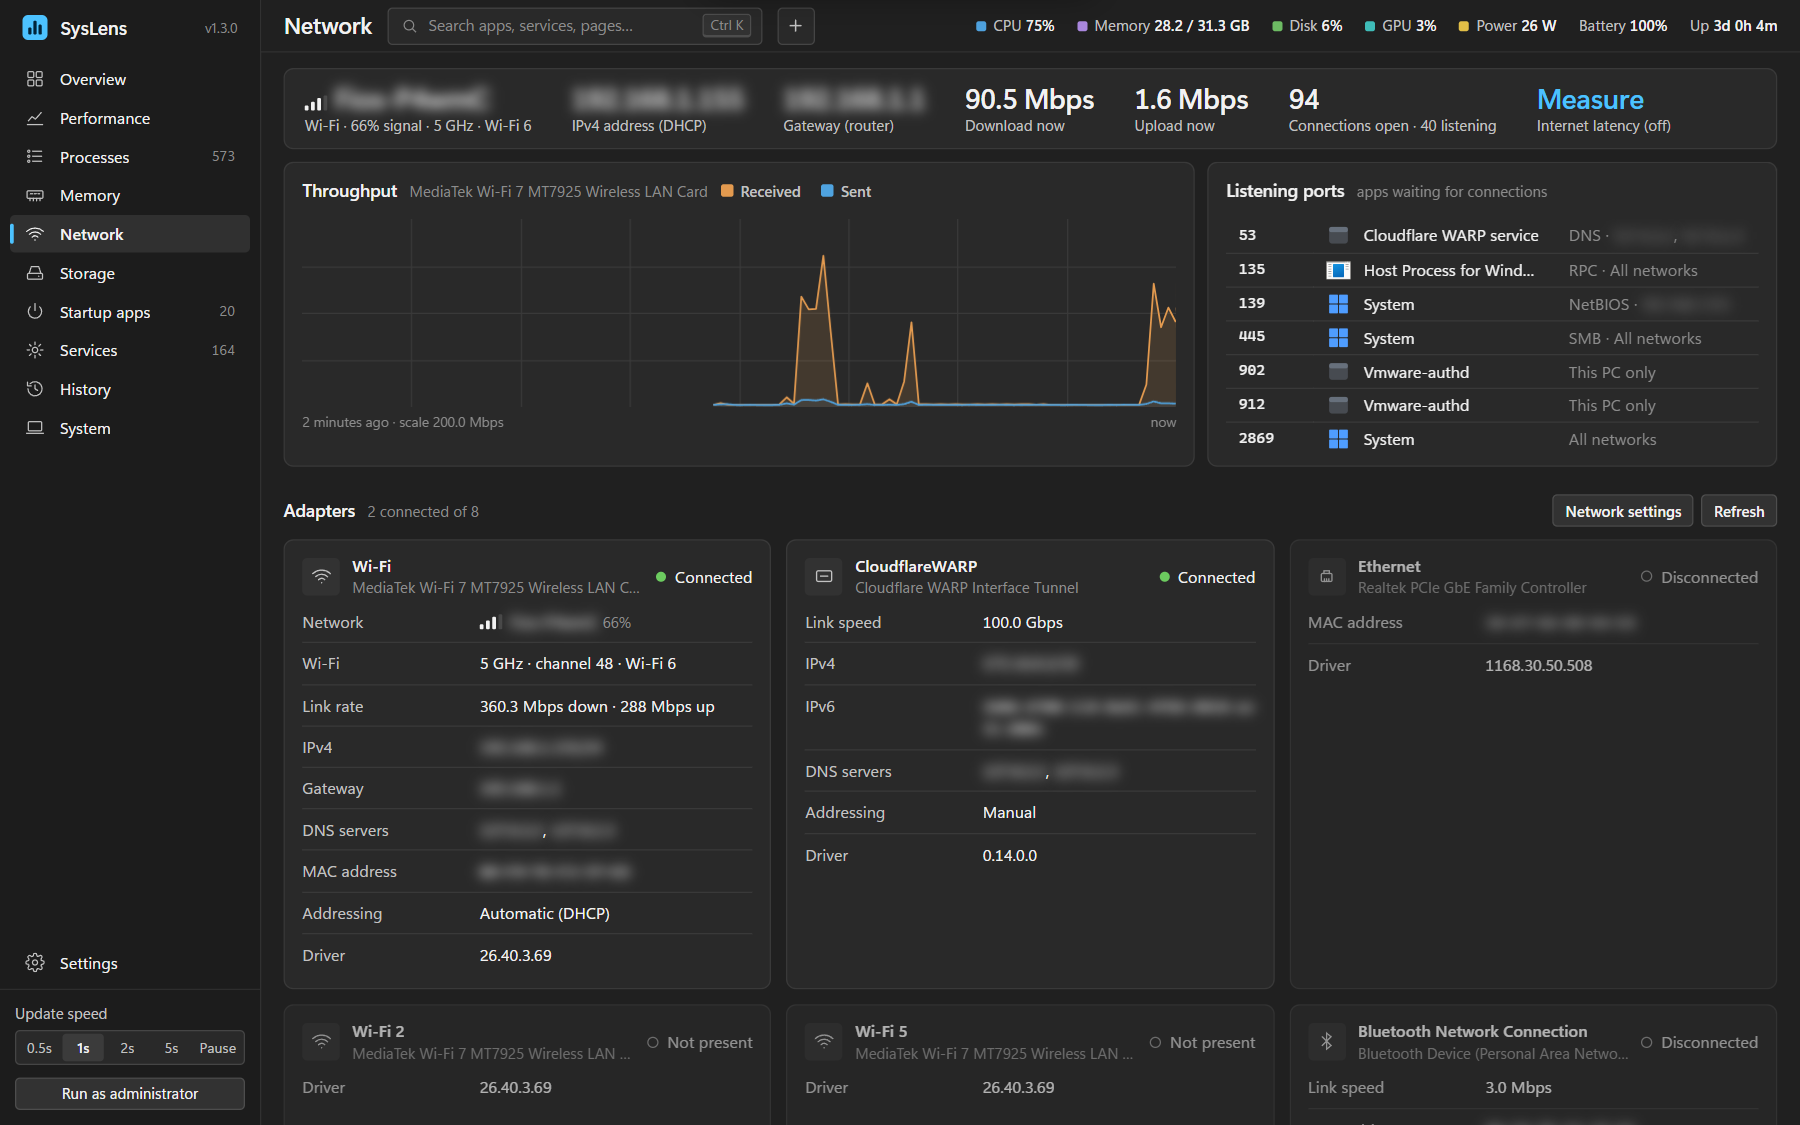 SysLens v1.3.0
Overview
Performance
Processes 573
Memory
Network
Storage
Startup apps 20
Services 164
History
System
Settings
Update speed
0.5s 1s 2s 5s Pause
Run as administrator
Network
Search apps, services, pages... Ctrl K +
CPU 75% Memory 28.2 / 31.3 GB Disk 6% GPU 3% Power 26 W Battery 100% Up 3d 0h 4m
Wi-Fi · 66% signal · 5 GHz · Wi-Fi 6
IPv4 address (DHCP)
Gateway (router)
90.5 Mbps
Download now
1.6 Mbps
Upload now
94
Connections open · 40 listening
Measure
Internet latency (off)
Throughput MediaTek Wi-Fi 7 MT7925 Wireless LAN Card Received Sent
2 minutes ago · scale 200.0 Mbps now
Listening ports apps waiting for connections
53 Cloudflare WARP service DNS ·
135 Host Process for Wind... RPC · All networks
139 System NetBIOS ·
445 System SMB · All networks
902 Vmware-authd This PC only
912 Vmware-authd This PC only
2869 System All networks
Adapters 2 connected of 8
Network settings Refresh
Wi-Fi
MediaTek Wi-Fi 7 MT7925 Wireless LAN C...
Connected
Network 66%
Wi-Fi 5 GHz · channel 48 · Wi-Fi 6
Link rate 360.3 Mbps down · 288 Mbps up
IPv4
Gateway
DNS servers ,
MAC address
Addressing Automatic (DHCP)
Driver 26.40.3.69
CloudflareWARP
Cloudflare WARP Interface Tunnel
Connected
Link speed 100.0 Gbps
IPv4
IPv6
DNS servers ,
Addressing Manual
Driver 0.14.0.0
Ethernet
Realtek PCIe GbE Family Controller
Disconnected
MAC address
Driver 1168.30.50.508
Wi-Fi 2
MediaTek Wi-Fi 7 MT7925 Wireless LAN ...
Not present
Driver 26.40.3.69
Wi-Fi 5
MediaTek Wi-Fi 7 MT7925 Wireless LAN ...
Not present
Driver 26.40.3.69
Bluetooth Network Connection
Bluetooth Device (Personal Area Netwo...
Disconnected
Link speed 3.0 Mbps